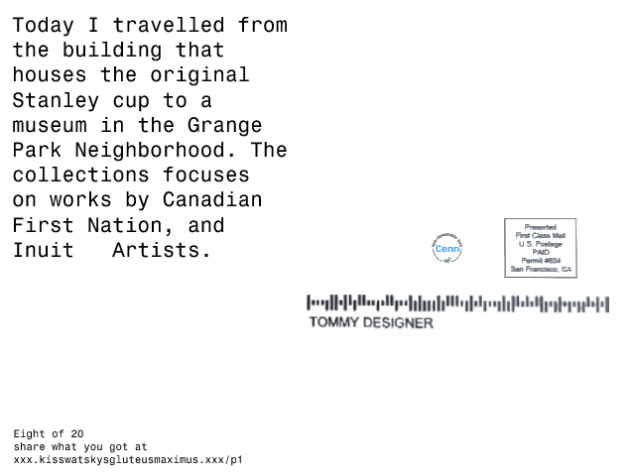 Today I travelled from
the building that
houses the original
Stanley cup to a
museum in the Grange
Park Neighborhood. The
collections focuses
on works by Canadian
First Nation, and
Inuit   Artists.
Cenn
Presorted
First Class Mail
U.S. Postege
PAID
Permit #634
San Francisco, CA
TOMMY DESIGNER
Eight of 20
share what you got at
xxx.kisswatskysgluteusmaximus.xxx/p1